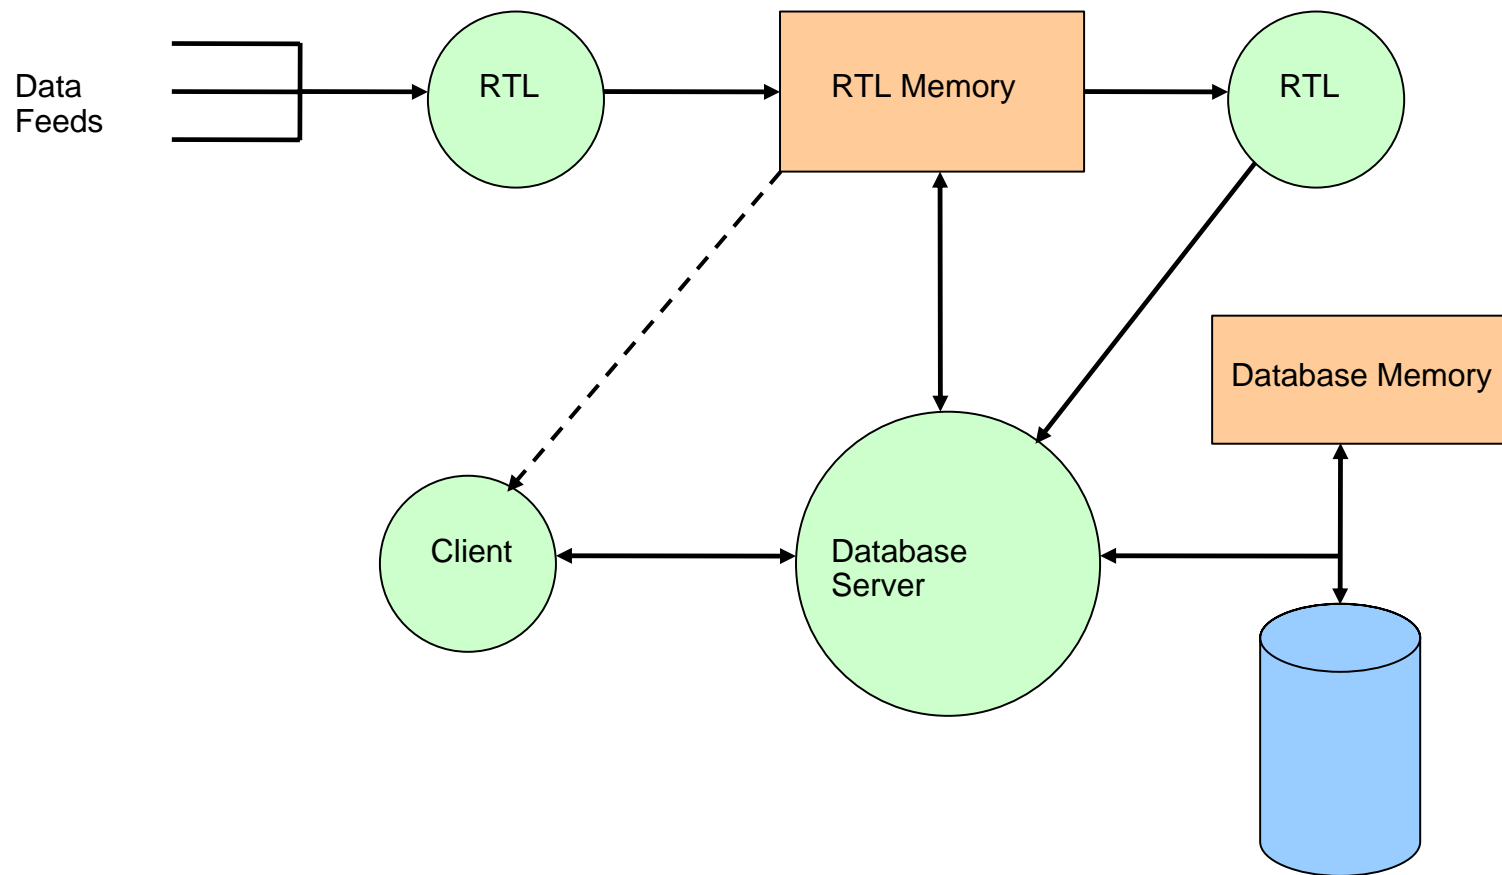 Data
Feeds
RTL
RTL Memory
RTL
Database Memory
Client
Database
Server